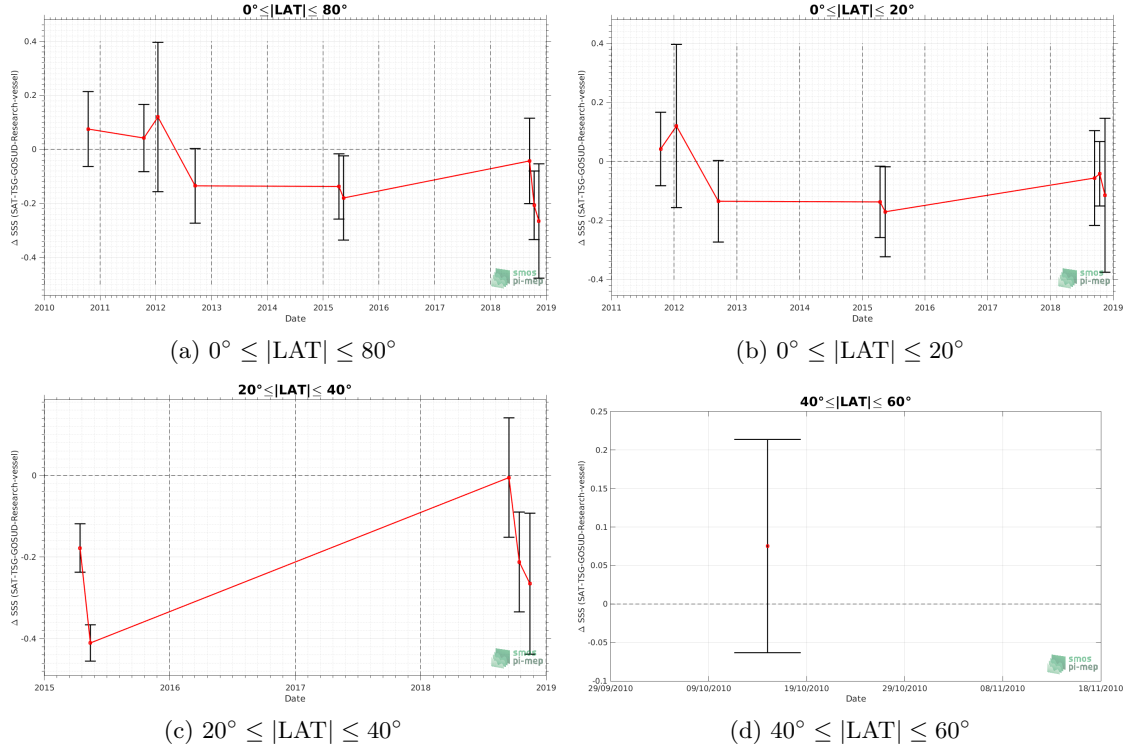 0°≤|LAT|≤ 80°
Δ SSS (SAT-TSG-GOSUD-Research-vessel)
0.4
0.2
0
-0.2
-0.4
2010 2011 2012 2013 2014 2015 2016 2017 2018 2019
Date
smos
pi-mep
(a) 0° ≤ |LAT| ≤ 80°
0°≤|LAT|≤ 20°
Δ SSS (SAT-TSG-GOSUD-Research-vessel)
0.4
0.2
0
-0.2
-0.4
2011 2012 2013 2014 2015 2016 2017 2018 2019
Date
smos
pi-mep
(b) 0° ≤ |LAT| ≤ 20°
20°≤|LAT|≤ 40°
Δ SSS (SAT-TSG-GOSUD-Research-vessel)
0
-0.2
-0.4
2015 2016 2017 2018 2019
Date
smos
pi-mep
(c) 20° ≤ |LAT| ≤ 40°
40°≤|LAT|≤ 60°
Δ SSS (SAT-TSG-GOSUD-Research-vessel)
0.25
0.2
0.15
0.1
0.05
0
-0.05
-0.1
29/09/2010 09/10/2010 19/10/2010 29/10/2010 08/11/2010 18/11/2010
Date
smos
pi-mep
(d) 40° ≤ |LAT| ≤ 60°